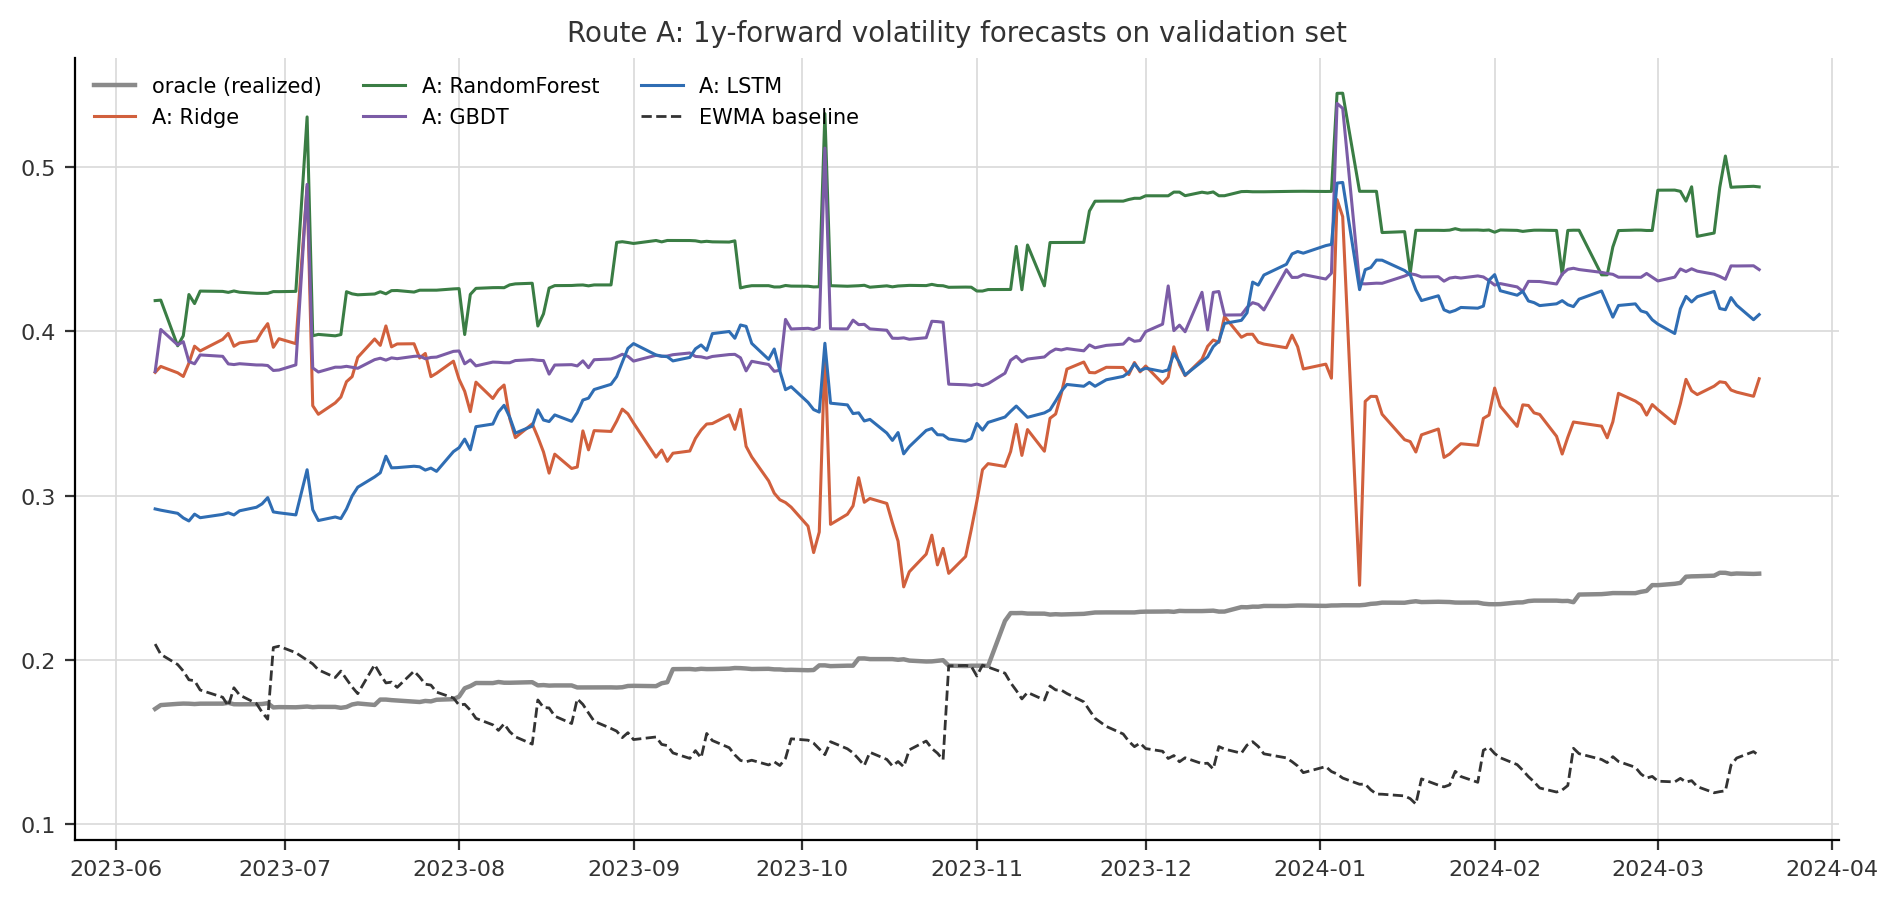 Route A: 1y-forward volatility forecasts on validation set
oracle (realized)
A: Ridge
A: RandomForest
A: GBDT
A: LSTM
EWMA baseline
0.5
0.4
0.3
0.2
0.1
2023-06 2023-07 2023-08 2023-09 2023-10 2023-11 2023-12 2024-01 2024-02 2024-03 2024-04